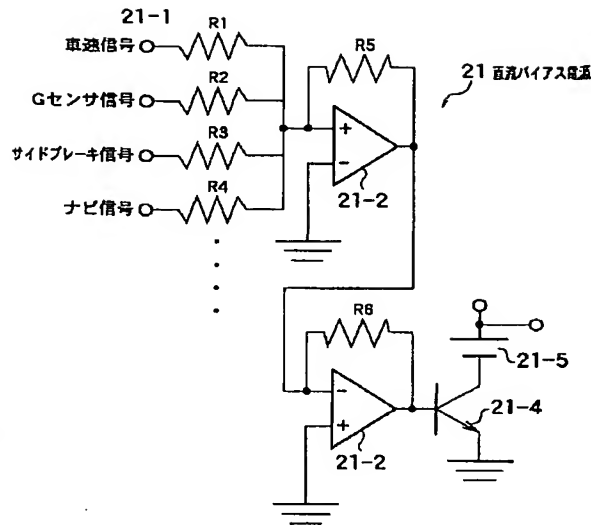 21-1
車速信号
R1
Gセンサ信号
R2
サイドブレーキ信号
R3
ナビ信号
R4
R5
+
-
21-2
21 直流バイアス電源
R6
-
+
21-2
21-5
21-4